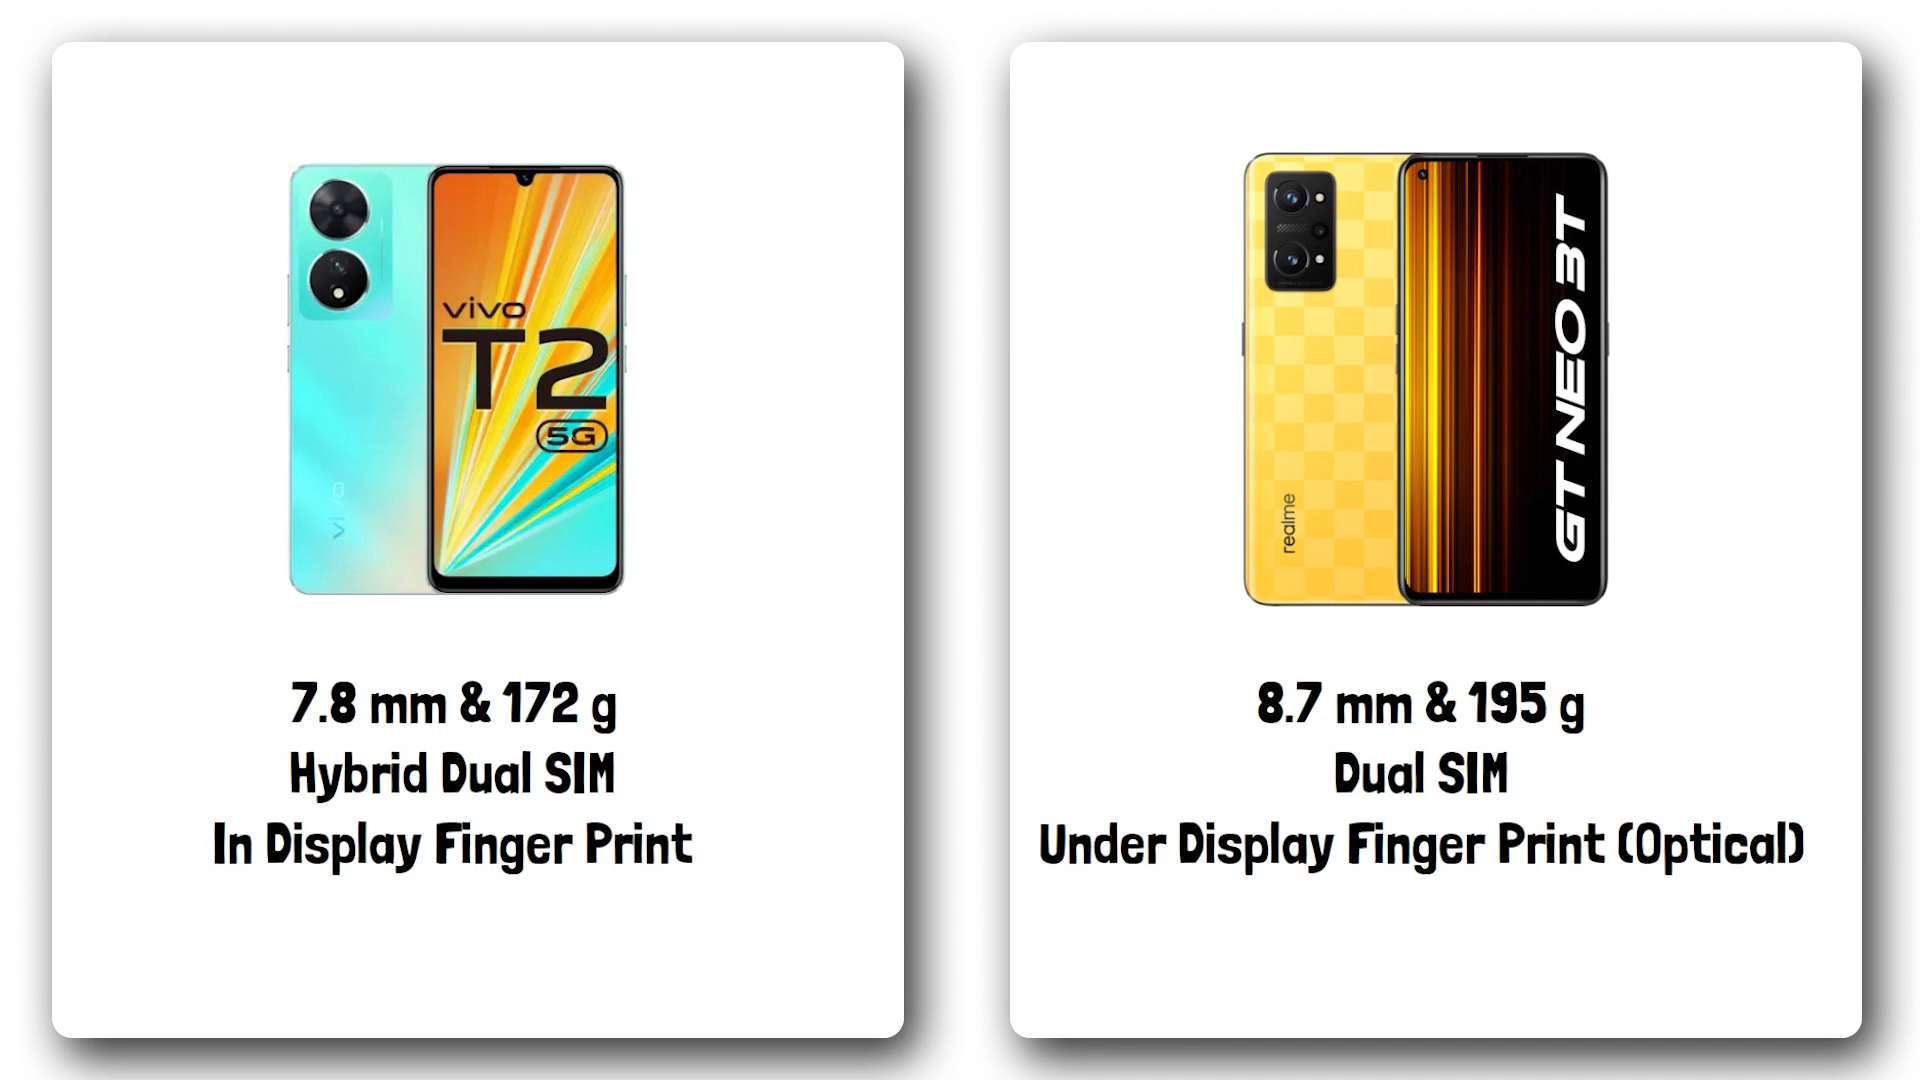 vivo
T2
5G
vivo
7.8 mm & 172 g
Hybrid Dual SIM
In Display Finger Print
realme
GT NEO 3T
8.7 mm & 195 g
Dual SIM
Under Display Finger Print (Optical)